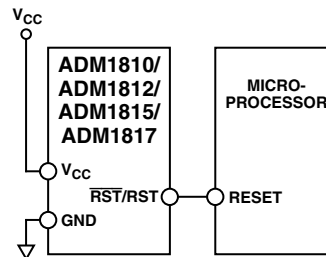 VCC
ADM1810/
ADM1812/
ADM1815/
ADM1817
MICRO-
PROCESSOR
VCC
RST/RST
RESET
GND